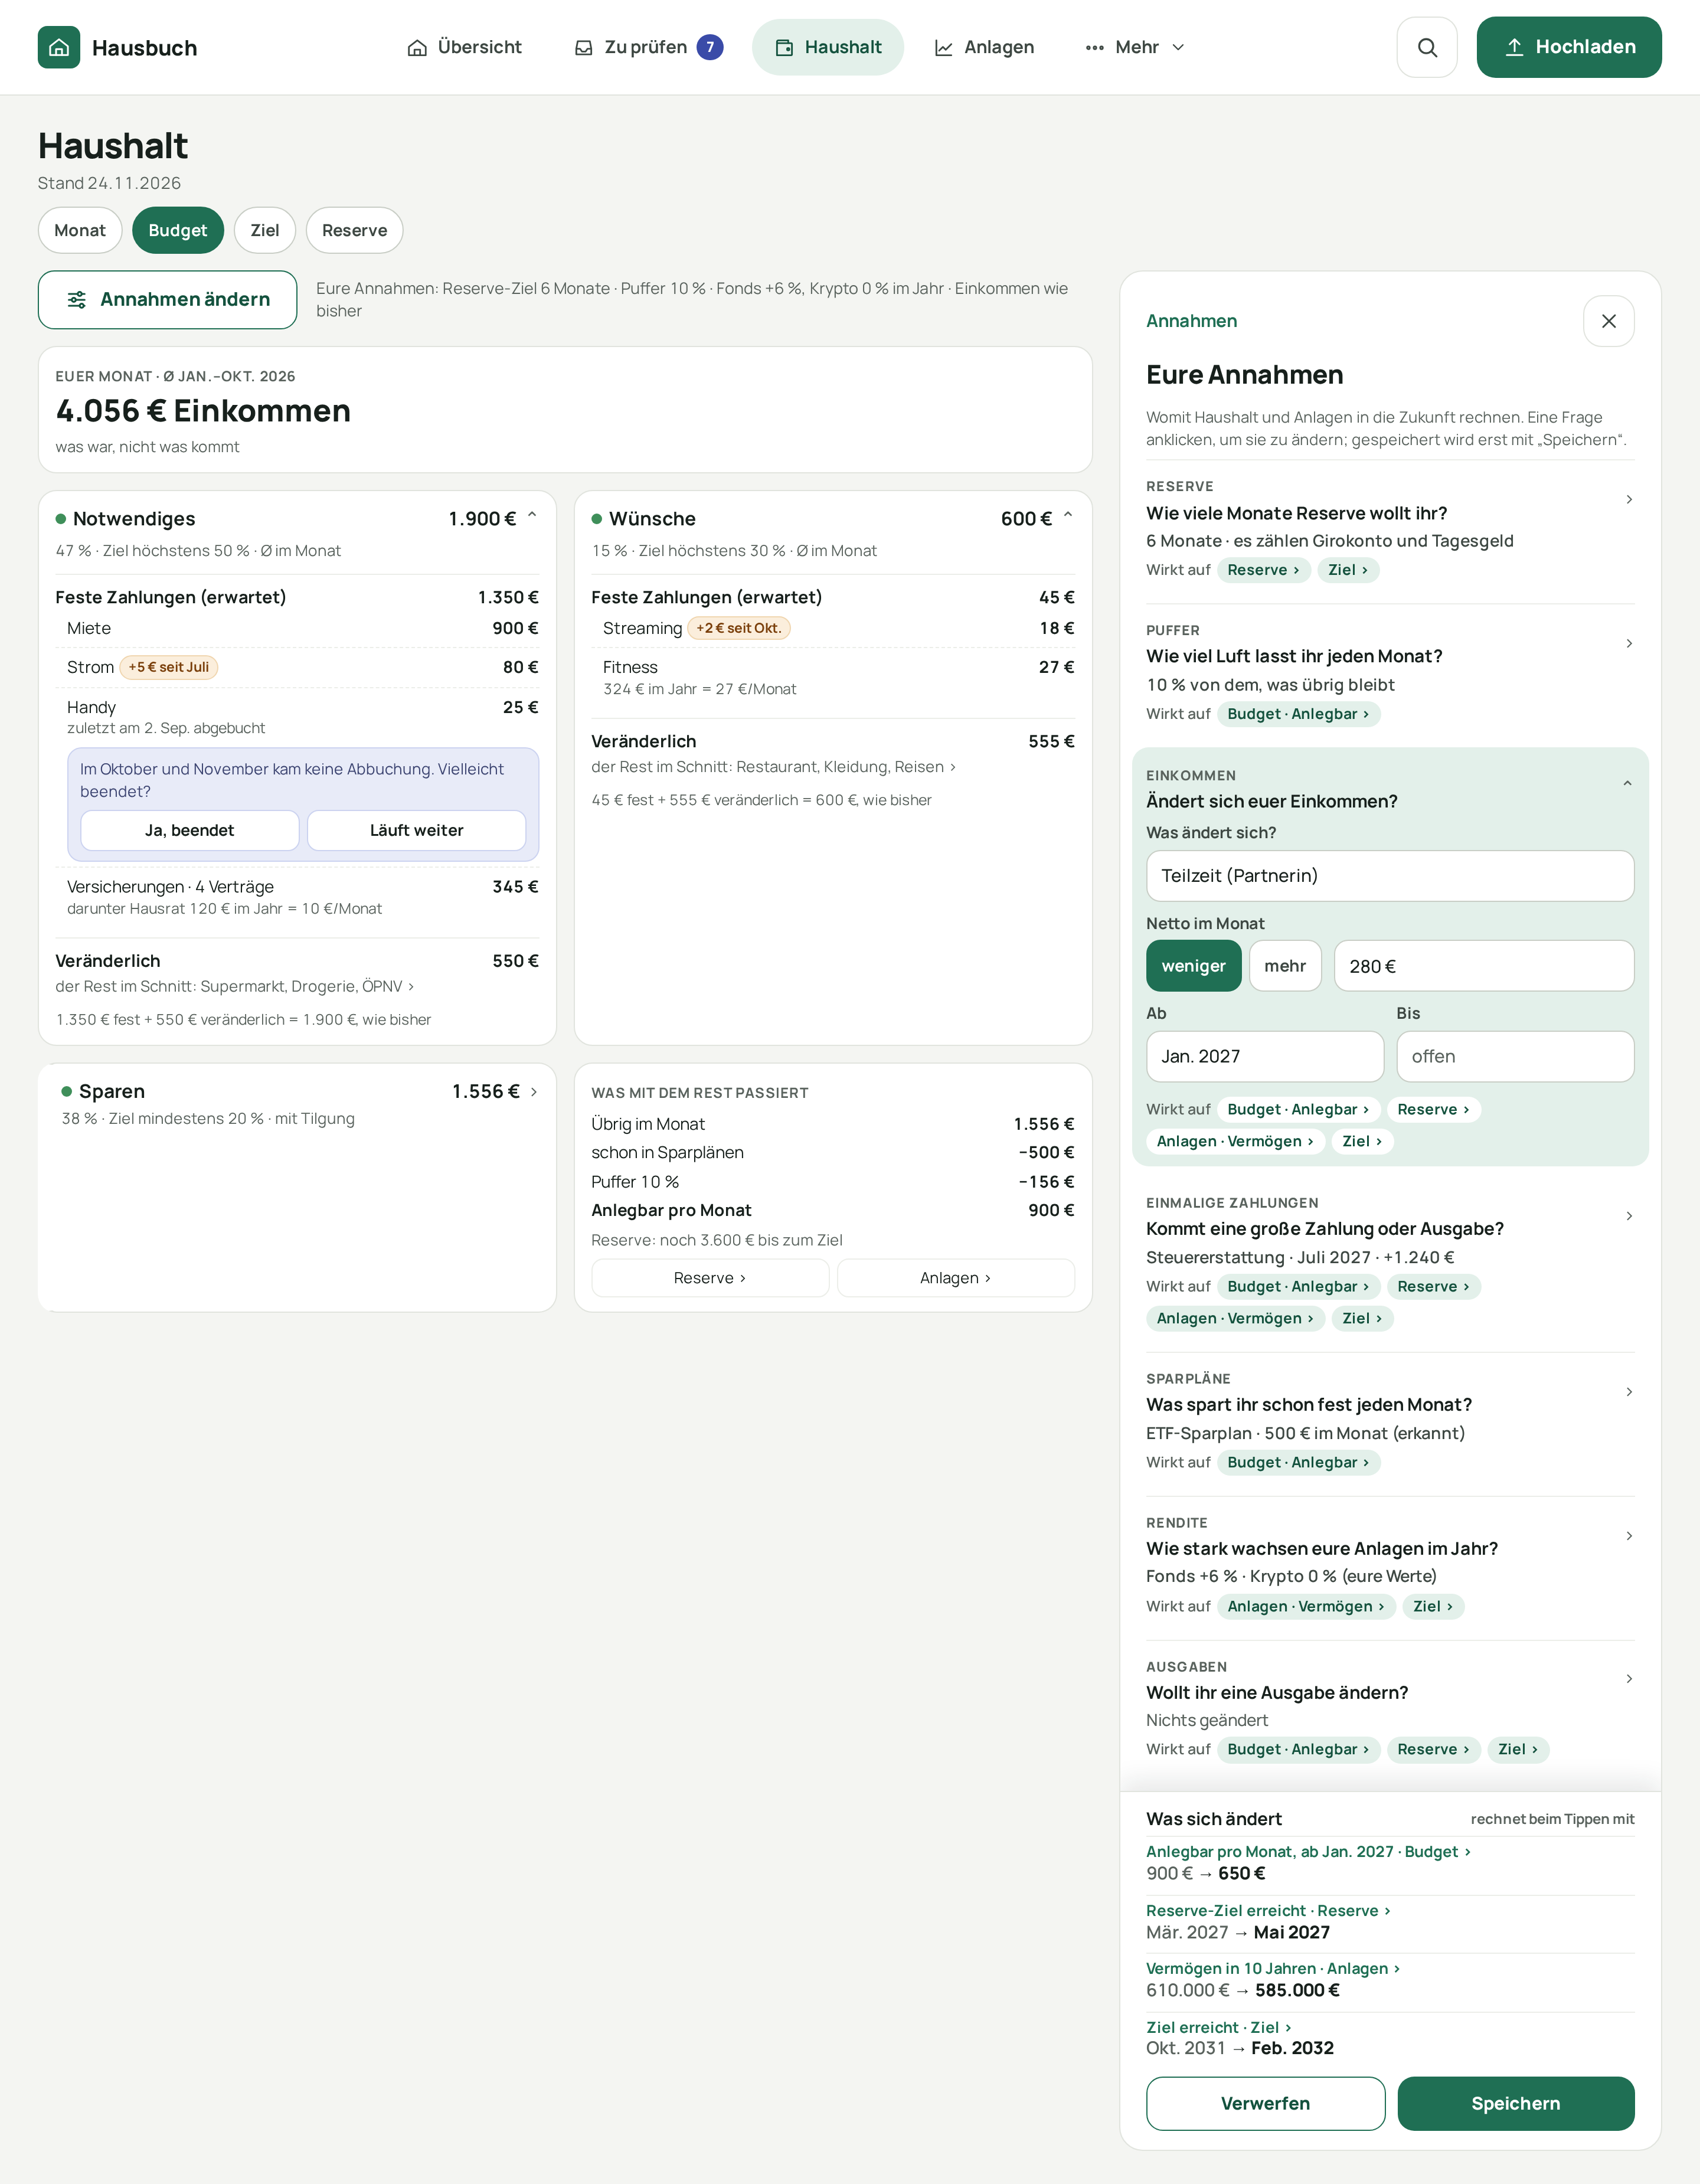 Hausbuch
Übersicht
Zu prüfen 7
Haushalt
Anlagen
Mehr
Hochladen
Haushalt
Stand 24.11.2026
Monat
Budget
Ziel
Reserve
Annahmen ändern
Eure Annahmen: Reserve-Ziel 6 Monate · Puffer 10 % · Fonds +6 %, Krypto 0 % im Jahr · Einkommen wie
bisher
EUER MONAT · Ø JAN.–OKT. 2026
4.056 € Einkommen
was war, nicht was kommt
Notwendiges 1.900 €
47 % · Ziel höchstens 50 % · Ø im Monat
Feste Zahlungen (erwartet) 1.350 €
Miete 900 €
Strom +5 € seit Juli 80 €
Handy 25 €
zuletzt am 2. Sep. abgebucht
Im Oktober und November kam keine Abbuchung. Vielleicht
beendet?
Ja, beendet
Läuft weiter
Versicherungen · 4 Verträge 345 €
darunter Hausrat 120 € im Jahr = 10 €/Monat
Veränderlich 550 €
der Rest im Schnitt: Supermarkt, Drogerie, ÖPNV ›
1.350 € fest + 550 € veränderlich = 1.900 €, wie bisher
Wünsche 600 €
15 % · Ziel höchstens 30 % · Ø im Monat
Feste Zahlungen (erwartet) 45 €
Streaming +2 € seit Okt. 18 €
Fitness 27 €
324 € im Jahr = 27 €/Monat
Veränderlich 555 €
der Rest im Schnitt: Restaurant, Kleidung, Reisen ›
45 € fest + 555 € veränderlich = 600 €, wie bisher
Sparen 1.556 € ›
38 % · Ziel mindestens 20 % · mit Tilgung
WAS MIT DEM REST PASSIERT
Übrig im Monat 1.556 €
schon in Sparplänen −500 €
Puffer 10 % −156 €
Anlegbar pro Monat 900 €
Reserve: noch 3.600 € bis zum Ziel
Reserve ›
Anlagen ›
Annahmen
Eure Annahmen
Womit Haushalt und Anlagen in die Zukunft rechnen. Eine Frage
anklicken, um sie zu ändern; gespeichert wird erst mit „Speichern“.
RESERVE
Wie viele Monate Reserve wollt ihr? ›
6 Monate · es zählen Girokonto und Tagesgeld
Wirkt auf Reserve › Ziel ›
PUFFER
Wie viel Luft lasst ihr jeden Monat? ›
10 % von dem, was übrig bleibt
Wirkt auf Budget · Anlegbar ›
EINKOMMEN
Ändert sich euer Einkommen?
Was ändert sich?
Teilzeit (Partnerin)
Netto im Monat
weniger mehr 280 €
Ab Bis
Jan. 2027 offen
Wirkt auf Budget · Anlegbar › Reserve ›
Anlagen · Vermögen › Ziel ›
EINMALIGE ZAHLUNGEN
Kommt eine große Zahlung oder Ausgabe? ›
Steuererstattung · Juli 2027 · +1.240 €
Wirkt auf Budget · Anlegbar › Reserve ›
Anlagen · Vermögen › Ziel ›
SPARPLÄNE
Was spart ihr schon fest jeden Monat? ›
ETF-Sparplan · 500 € im Monat (erkannt)
Wirkt auf Budget · Anlegbar ›
RENDITE
Wie stark wachsen eure Anlagen im Jahr? ›
Fonds +6 % · Krypto 0 % (eure Werte)
Wirkt auf Anlagen · Vermögen › Ziel ›
AUSGABEN
Wollt ihr eine Ausgabe ändern? ›
Nichts geändert
Wirkt auf Budget · Anlegbar › Reserve › Ziel ›
Was sich ändert rechnet beim Tippen mit
Anlegbar pro Monat, ab Jan. 2027 · Budget ›
900 € → 650 €
Reserve-Ziel erreicht · Reserve ›
Mär. 2027 → Mai 2027
Vermögen in 10 Jahren · Anlagen ›
610.000 € → 585.000 €
Ziel erreicht · Ziel ›
Okt. 2031 → Feb. 2032
Verwerfen
Speichern